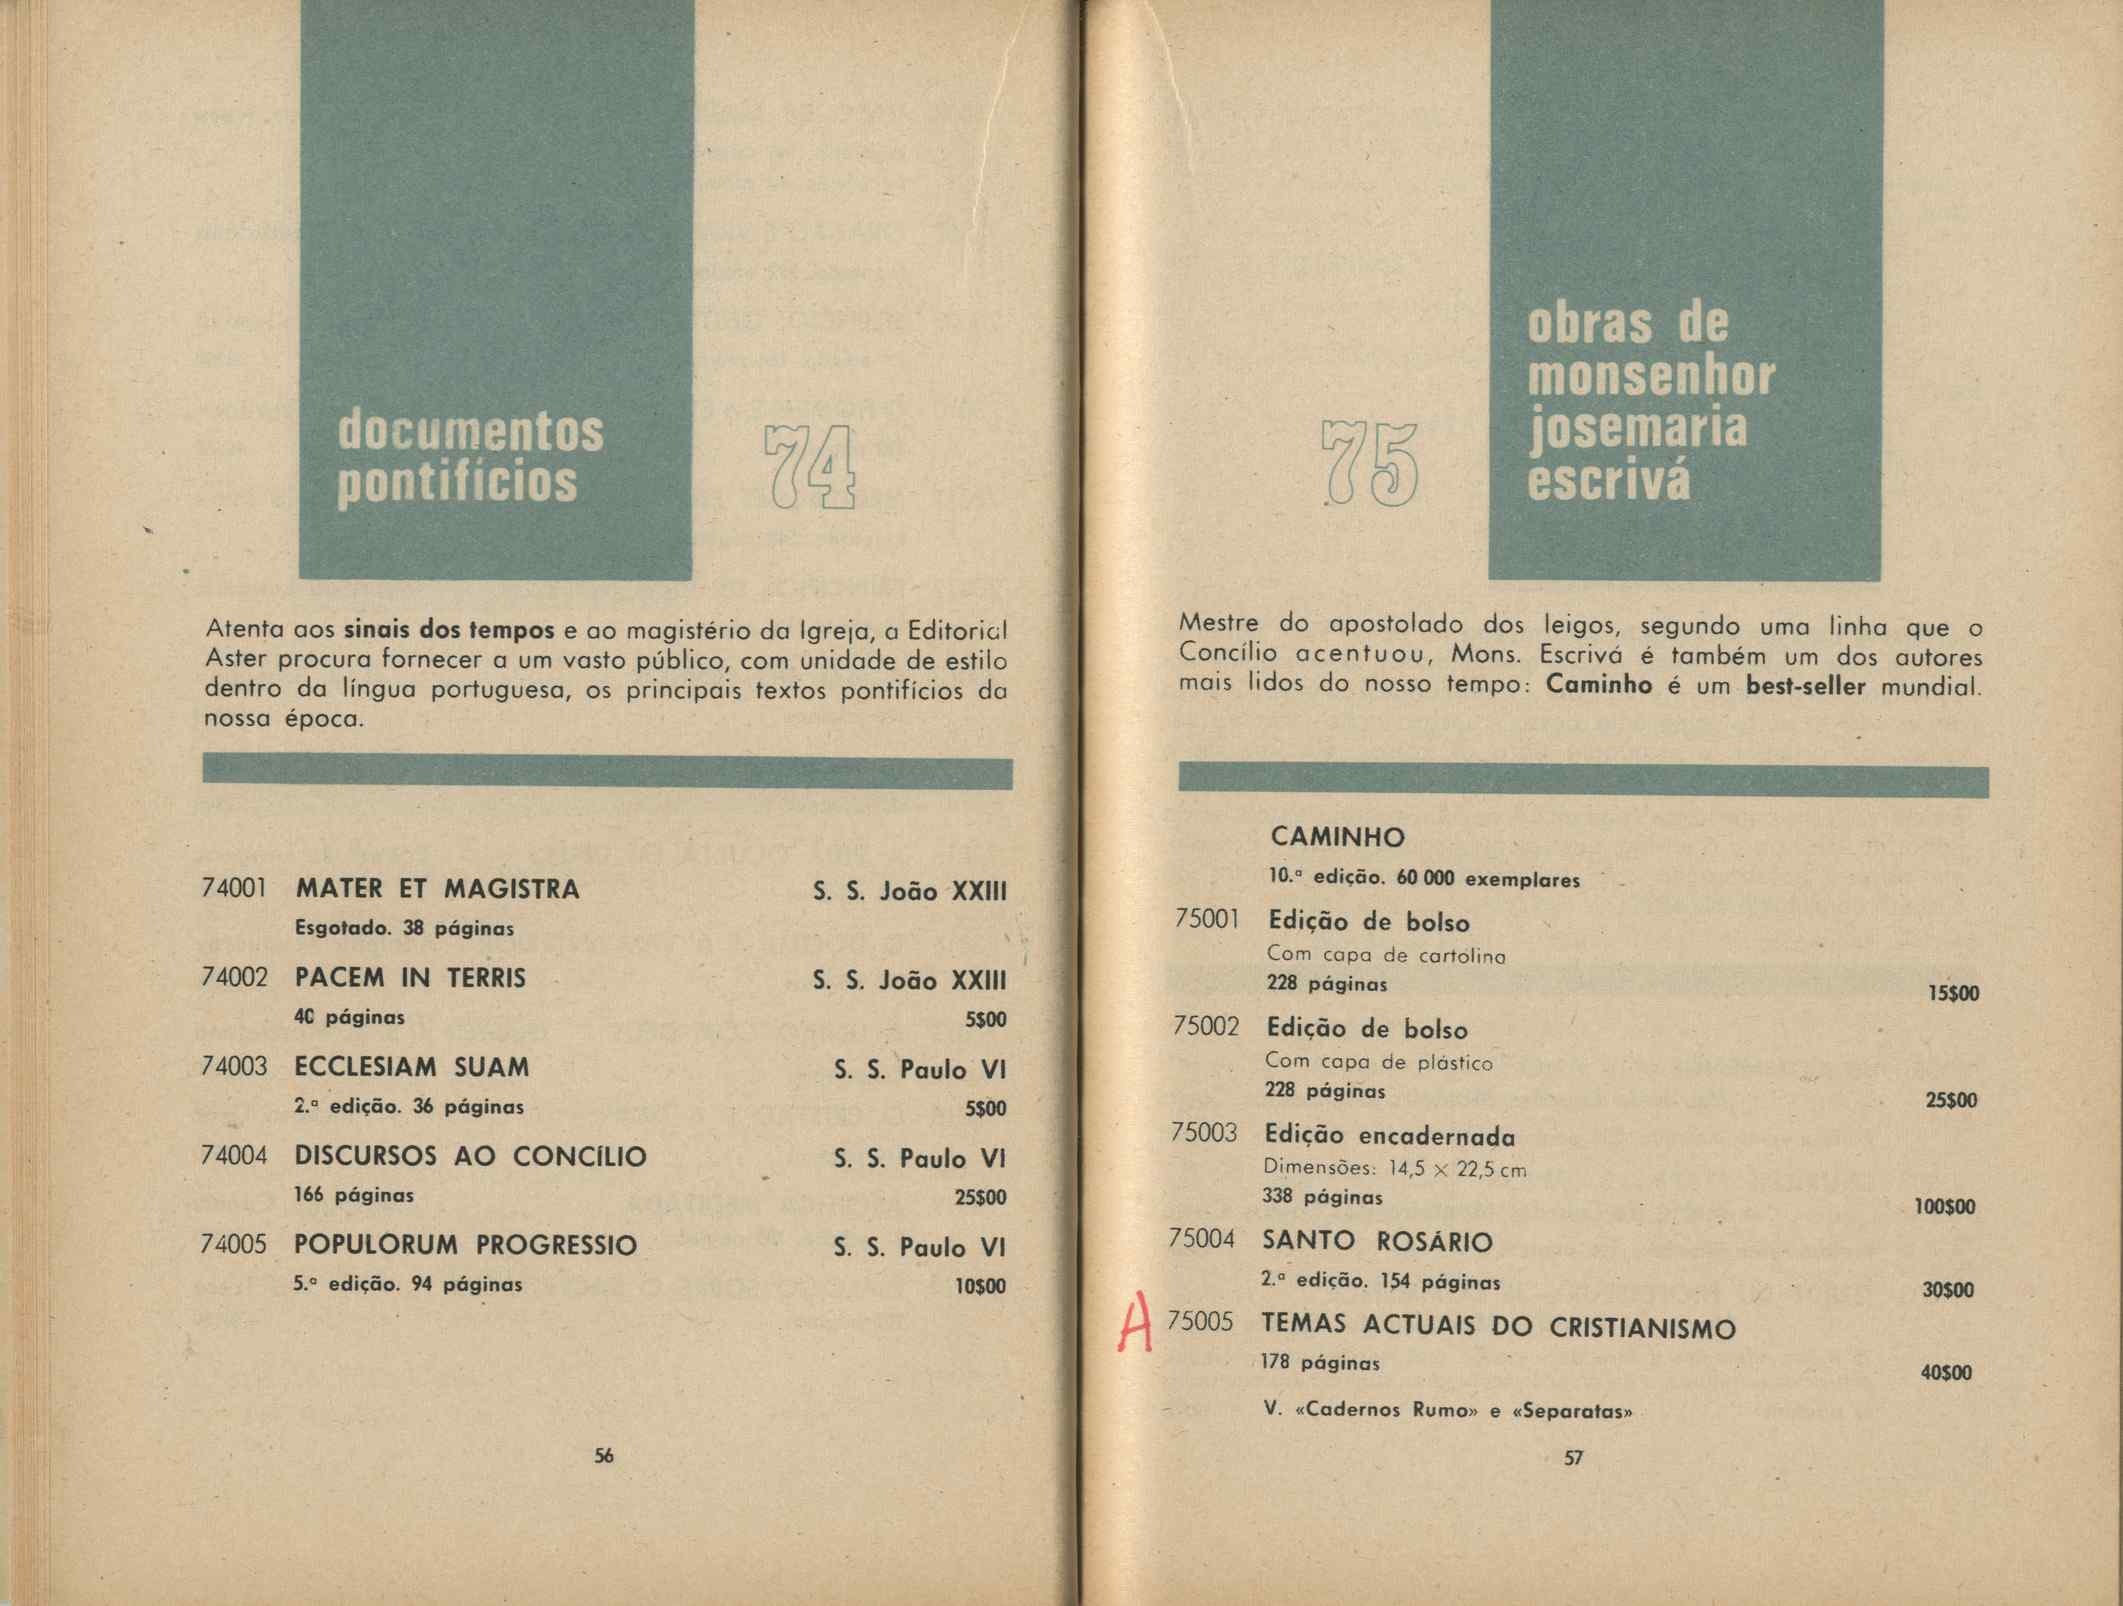 documentos
pontifícios
74
Atenta aos sinais dos tempos e ao magistério da Igreja, a Editorial
Aster procura fornecer a um vasto público, com unidade de estilo
dentro da língua portuguesa, os principais textos pontifícios da
nossa época.
74001 MATER ET MAGISTRA S. S. João XXIII
Esgotado. 38 páginas
74002 PACEM IN TERRIS S. S. João XXIII
40 páginas 5$00
74003 ECCLESIAM SUAM S. S. Paulo VI
2.ª edição. 36 páginas 5$00
74004 DISCURSOS AO CONCÍLIO S. S. Paulo VI
166 páginas 25$00
74005 POPULORUM PROGRESSIO S. S. Paulo VI
5.ª edição. 94 páginas 10$00
56
75
obras de
monsenhor
josemaria
escrivá
Mestre do apostolado dos leigos, segundo uma linha que o
Concílio acentuou, Mons. Escrivá é também um dos autores
mais lidos do nosso tempo: Caminho é um best-seller mundial.
CAMINHO
10.ª edição. 60 000 exemplares
75001 Edição de bolso
Com capa de cartolina
228 páginas 15$00
75002 Edição de bolso
Com capa de plástico
228 páginas 25$00
75003 Edição encadernada
Dimensões: 14,5 × 22,5 cm
338 páginas 100$00
75004 SANTO ROSÁRIO
2.ª edição. 154 páginas 30$00
A 75005 TEMAS ACTUAIS DO CRISTIANISMO
178 páginas 40$00
V. «Cadernos Rumo» e «Separatas»
57